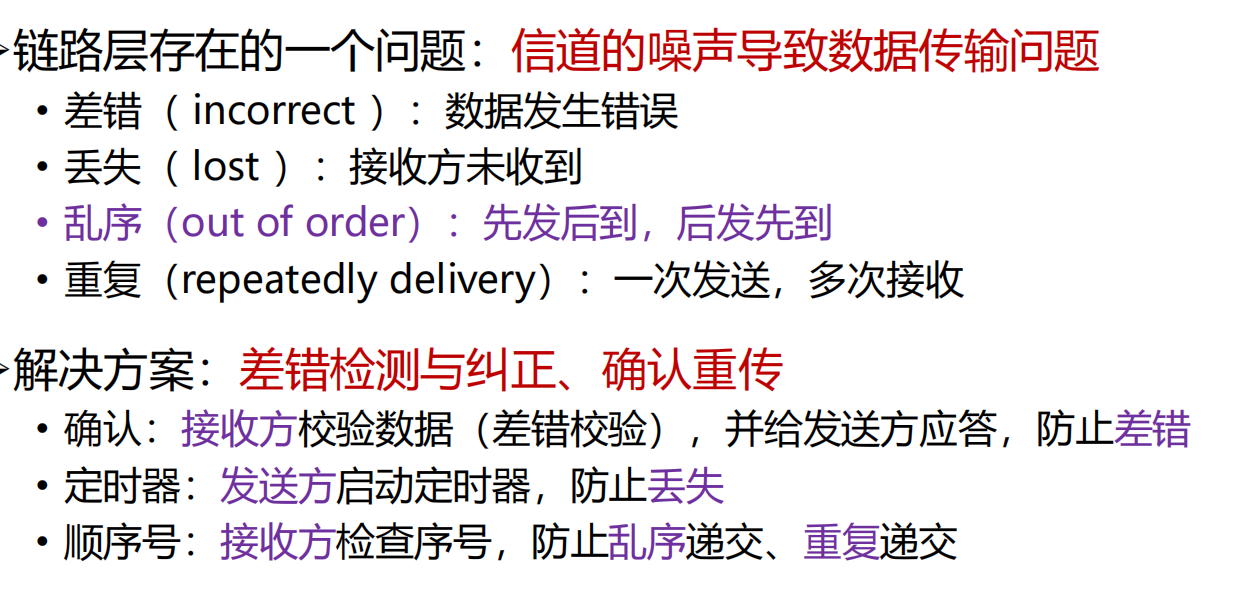 链路层存在的一个问题：信道的噪声导致数据传输问题
• 差错（ incorrect ）：数据发生错误
• 丢失（ lost ）：接收方未收到
• 乱序（out of order）：先发后到，后发先到
• 重复（repeatedly delivery）：一次发送，多次接收
解决方案：差错检测与纠正、确认重传
• 确认：接收方校验数据（差错校验），并给发送方应答，防止差错
• 定时器：发送方启动定时器，防止丢失
• 顺序号：接收方检查序号，防止乱序递交、重复递交